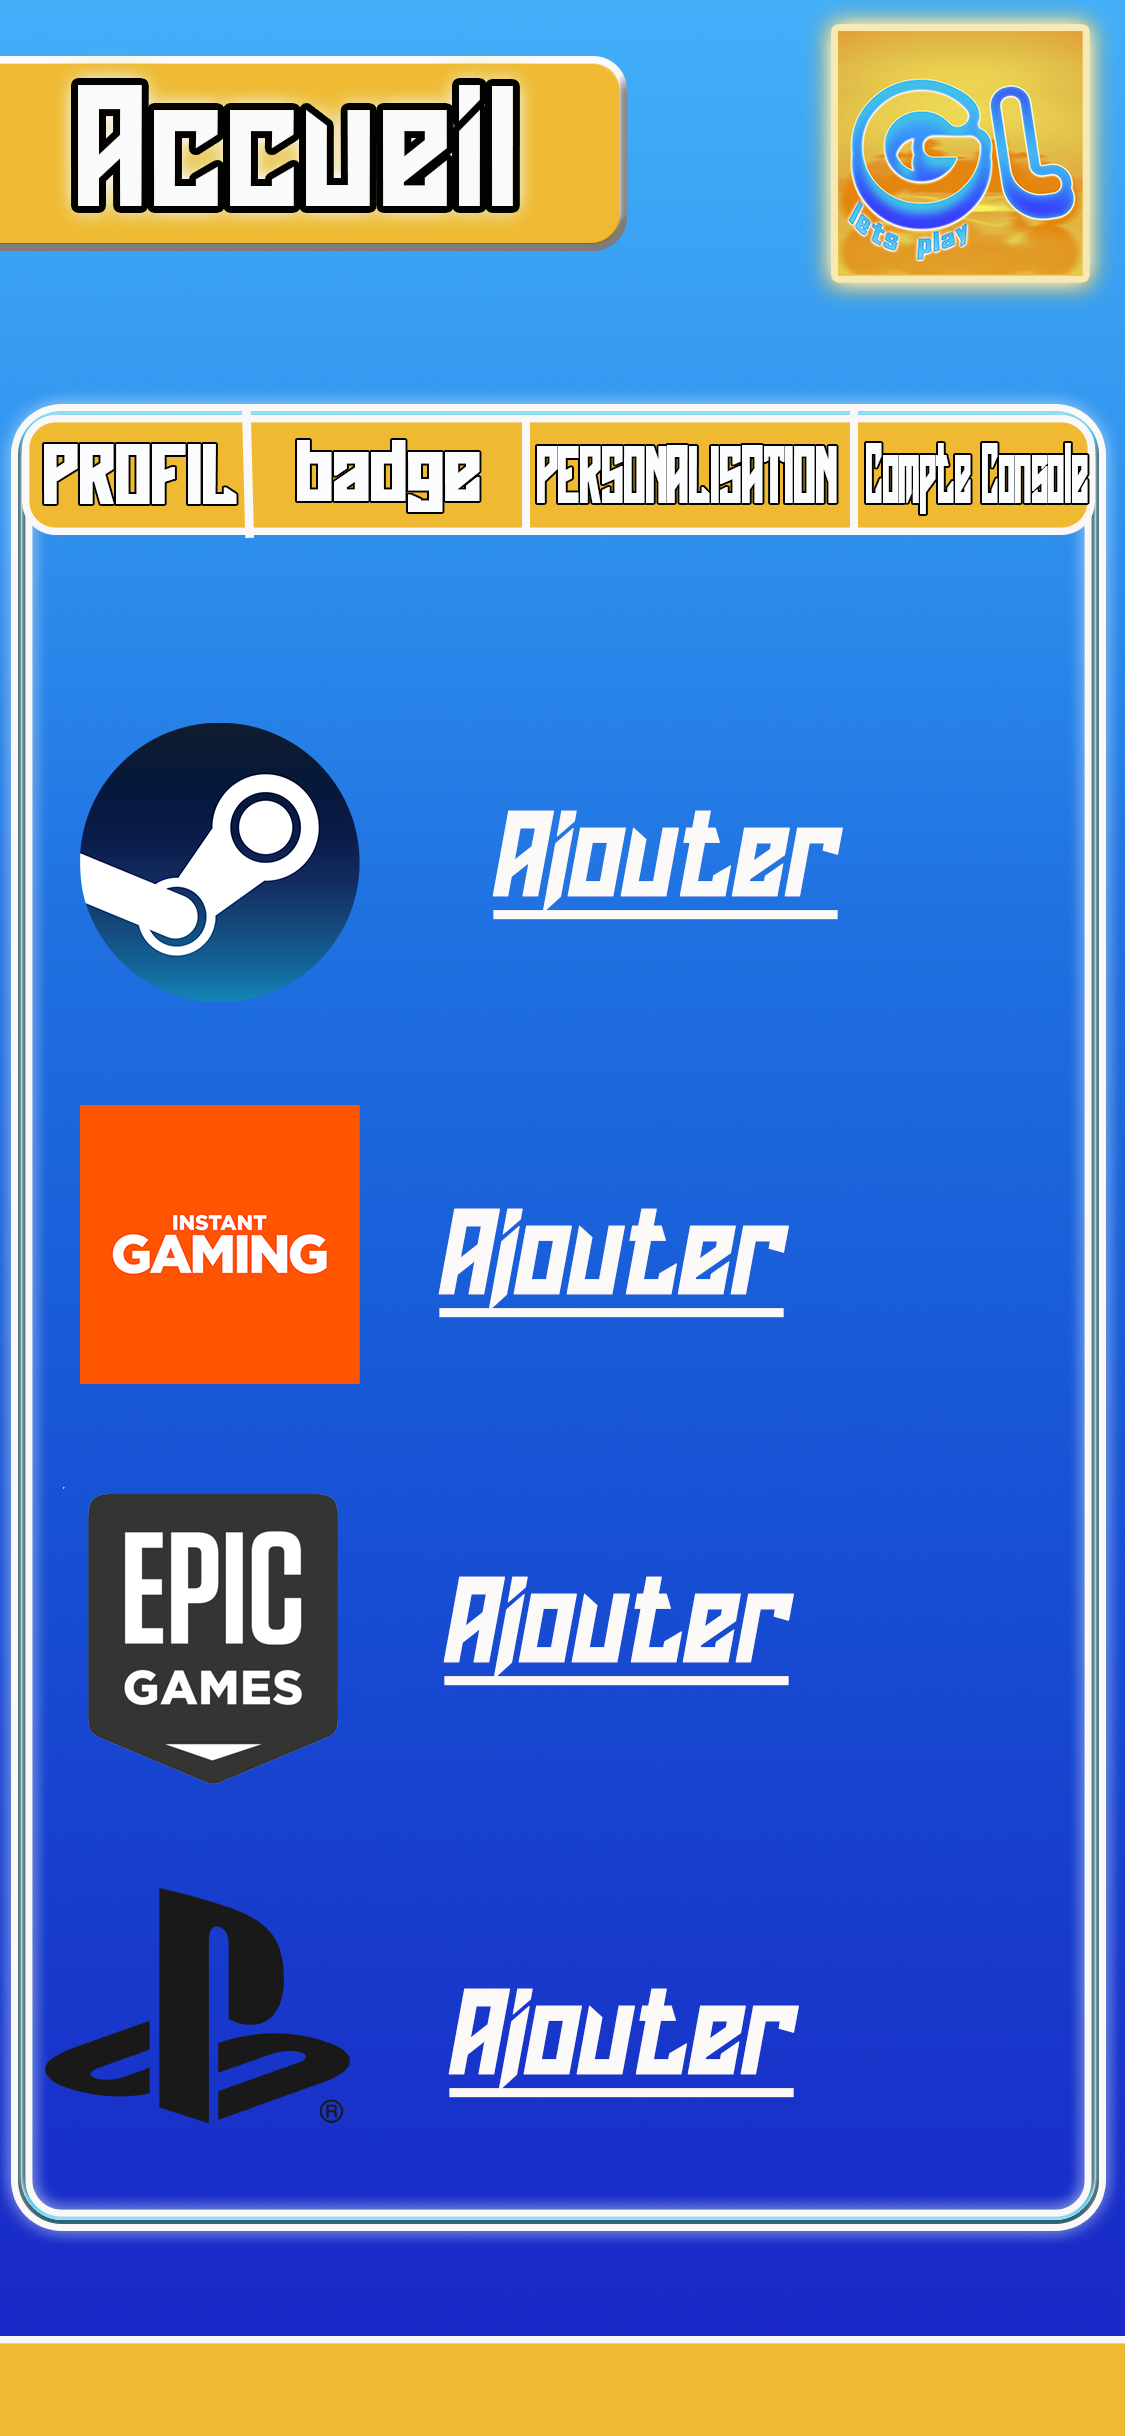 Accueil
GL
lets play
PROFIL badge PERSONALISATION Compte Console
Ajouter
INSTANT
GAMING
Ajouter
EPIC
GAMES
Ajouter
Ajouter
®